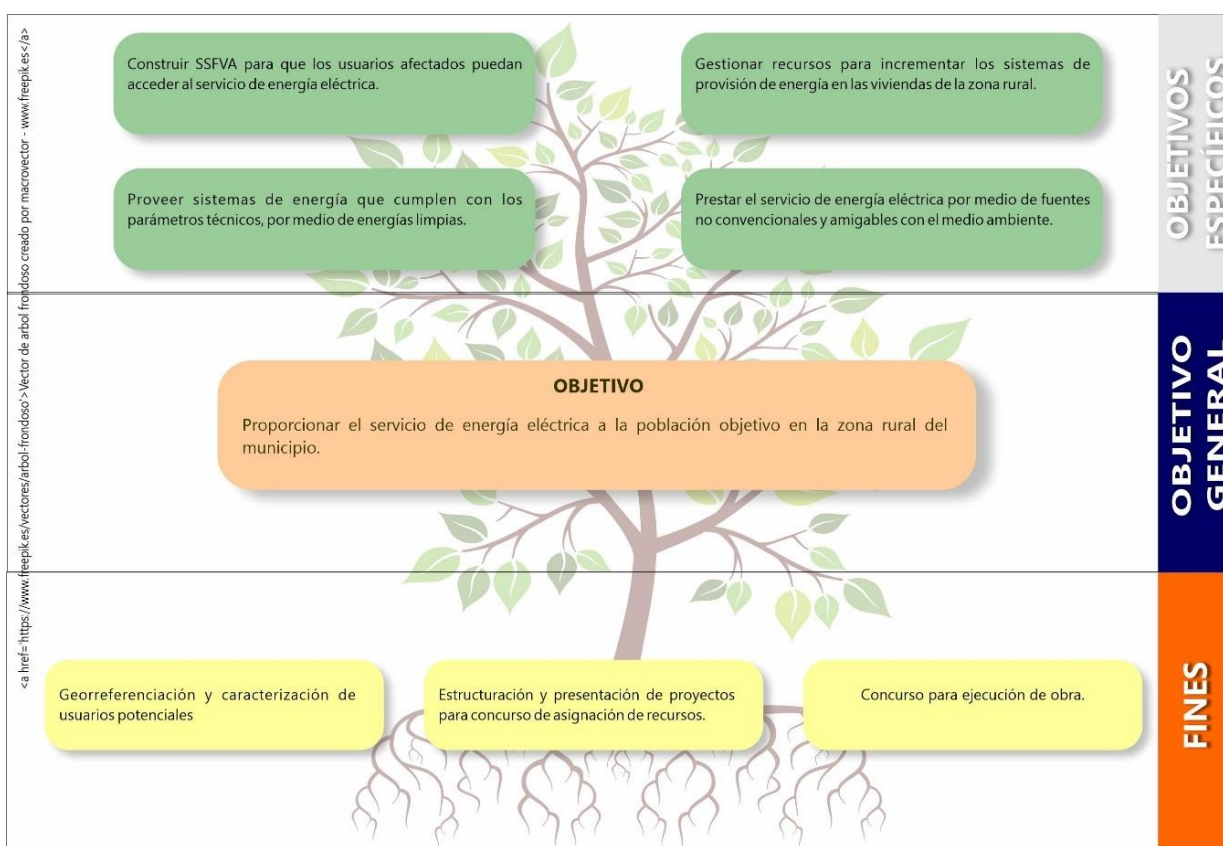 Construir SSFVA para que los usuarios afectados puedan
acceder al servicio de energía eléctrica.
Gestionar recursos para incrementar los sistemas de
provisión de energía en las viviendas de la zona rural.
Proveer sistemas de energía que cumplen con los
parámetros técnicos, por medio de energías limpias.
Prestar el servicio de energía eléctrica por medio de fuentes
no convencionales y amigables con el medio ambiente.
OBJETIVOS
ESPECÍFICOS
OBJETIVO
Proporcionar el servicio de energía eléctrica a la población objetivo en la zona rural del
municipio.
OBJETIVO
GENERAL
Georreferenciación y caracterización de
usuarios potenciales
Estructuración y presentación de proyectos
para concurso de asignación de recursos.
Concurso para ejecución de obra.
FINES
<a href='https://www.freepik.es/vectores/arbol-frondoso'>Vector de arbol frondoso creado por macrovector - www.freepik.es</a>